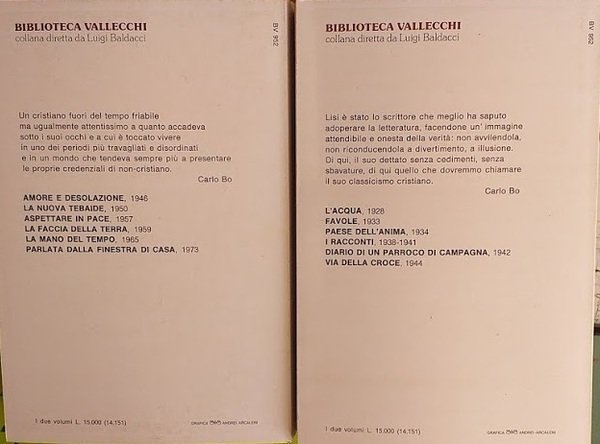 BIBLIOTECA VALLECCHI
collana diretta da Luigi Baldacci
BV 952
Un cristiano fuori del tempo friabile
ma ugualmente attentissimo a quanto accadeva
sotto i suoi occhi e a cui è toccato vivere
in uno dei periodi più travagliati e disordinati
e in un mondo che tendeva sempre più a presentare
le proprie credenziali di non-cristiano.
Carlo Bo
AMORE E DESOLAZIONE, 1946
LA NUOVA TEBAIDE, 1950
ASPETTARE IN PACE, 1957
LA FACCIA DELLA TERRA, 1959
LA MANO DEL TEMPO, 1965
PARLATA DALLA FINESTRA DI CASA, 1973
I due volumi L. 15.000 (14.151)
GRAFICA ANDREI-ARCALENI
BIBLIOTECA VALLECCHI
collana diretta da Luigi Baldacci
BV 952
Lisi è stato lo scrittore che meglio ha saputo
adoperare la letteratura, facendone un' immagine
attendibile e onesta della verità: non avvilendola,
non riconducendola a divertimento, a illusione.
Di qui, il suo dettato senza cedimenti, senza
sbavature, di qui quello che dovremmo chiamare
il suo classicismo cristiano.
Carlo Bo
L'ACQUA, 1928
FAVOLE, 1933
PAESE DELL'ANIMA, 1934
I RACCONTI, 1938-1941
DIARIO DI UN PARROCO DI CAMPAGNA, 1942
VIA DELLA CROCE, 1944
I due volumi L. 15.000 (14.151)
GRAFICA ANDREI-ARCALENI